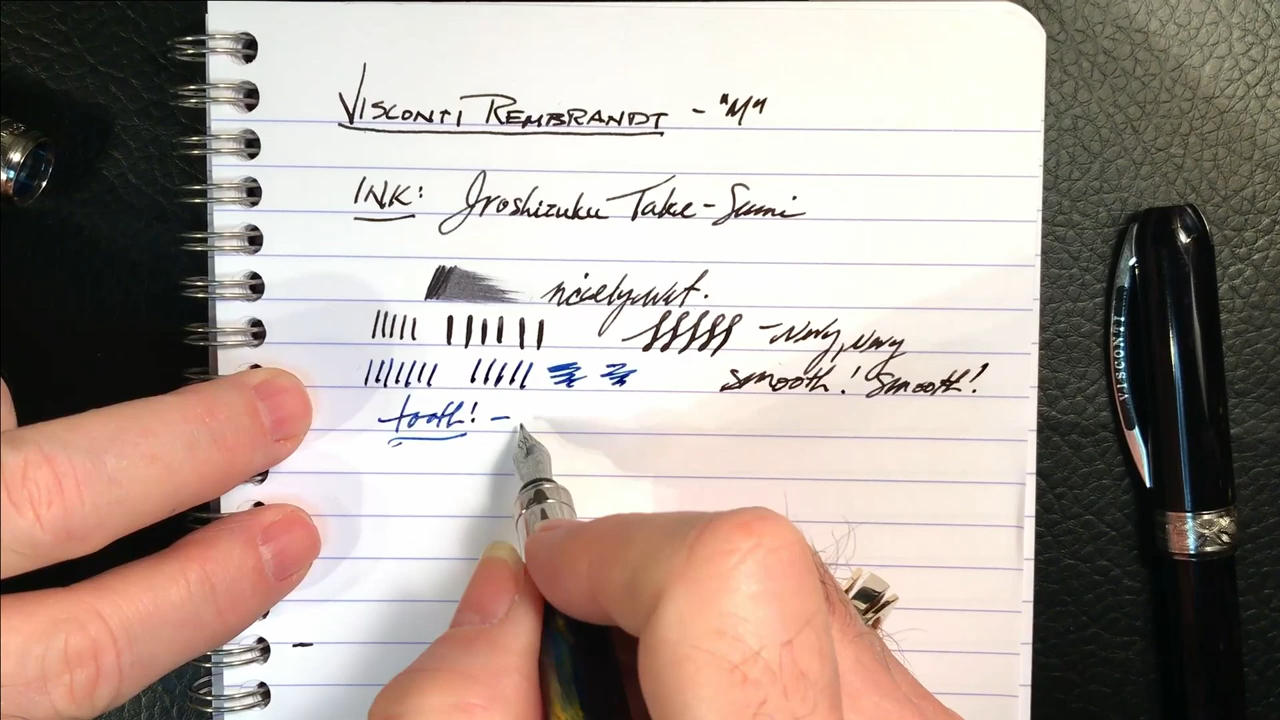 VISCONTI REMBRANDT - "M"
INK: Iroshizuku Take-Sumi
nicely wet.
- Very, Very
smooth! Smooth!
tooth! -
VISCONTI